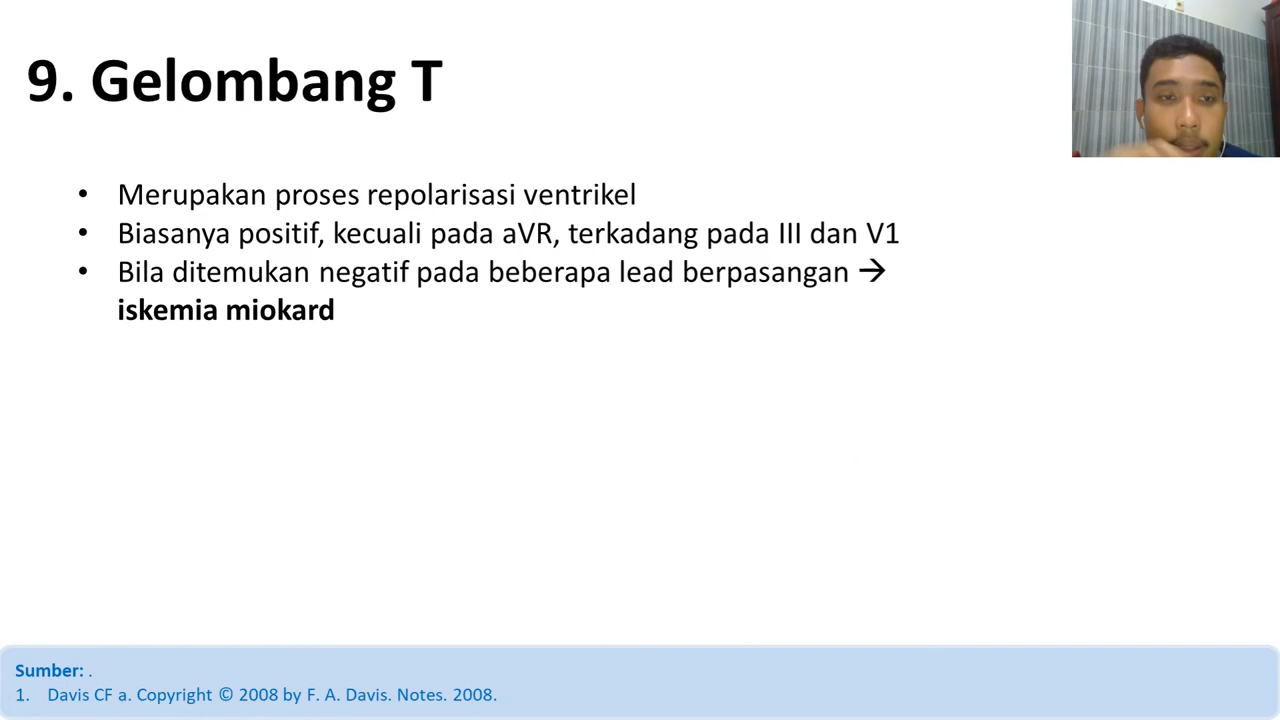 9. Gelombang T
• Merupakan proses repolarisasi ventrikel
• Biasanya positif, kecuali pada aVR, terkadang pada III dan V1
• Bila ditemukan negatif pada beberapa lead berpasangan →
iskemia miokard
Sumber: .
1. Davis CF a. Copyright © 2008 by F. A. Davis. Notes. 2008.